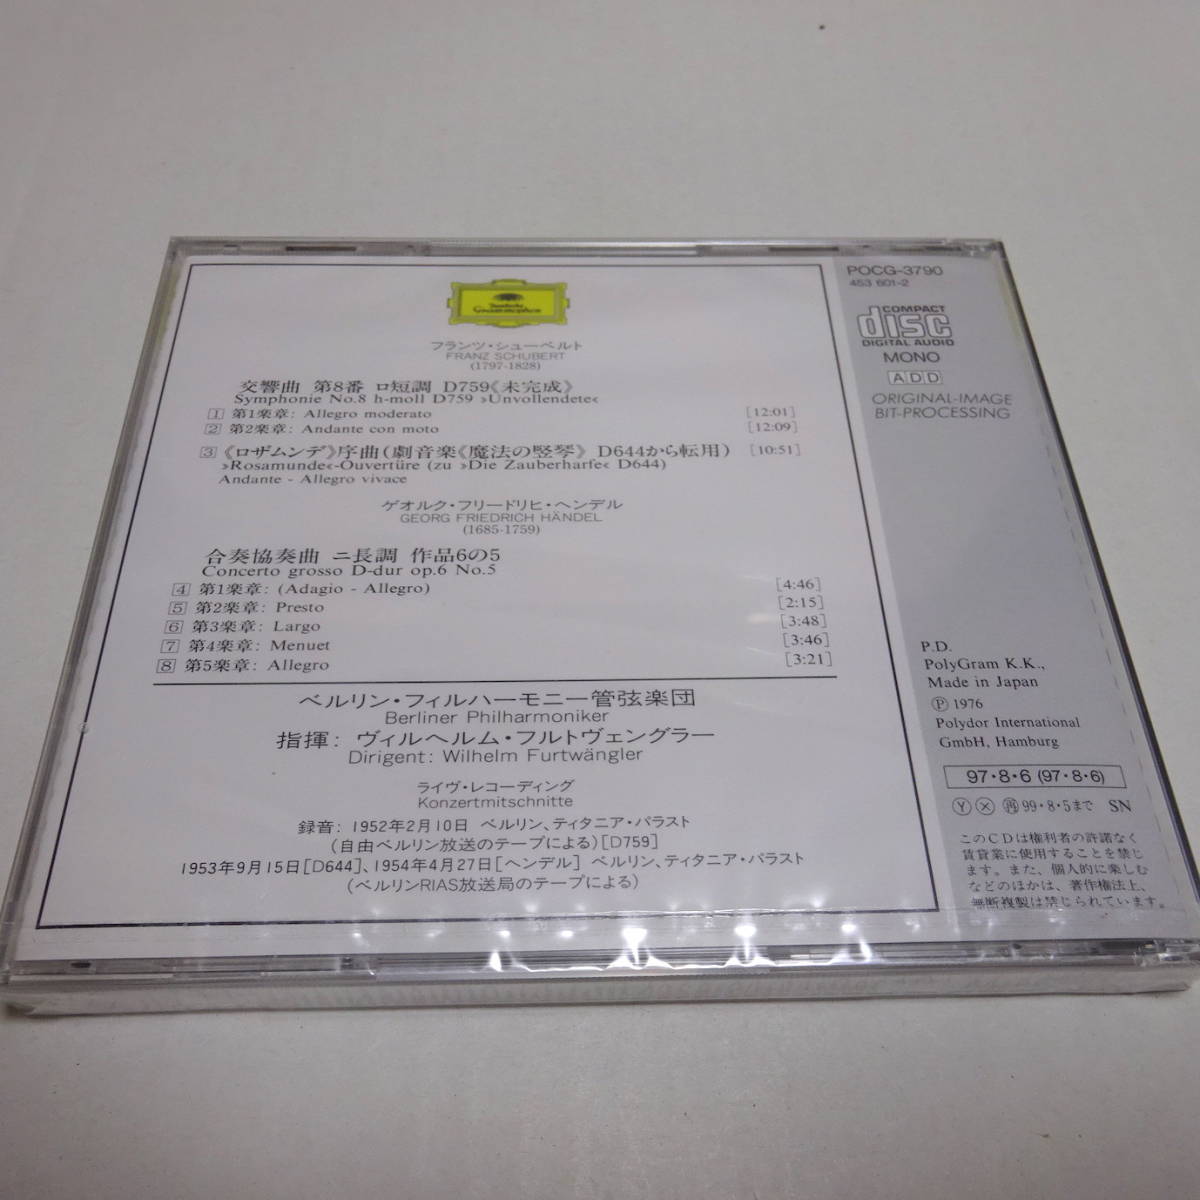 Deutsche
Grammophon
フランツ・シューベルト
FRANZ SCHUBERT
(1797-1828)
交響曲 第8番 ロ短調 D759《未完成》
Symphonie No.8 h-moll D759 »Unvollendete«
1 第1楽章: Allegro moderato [12:01]
2 第2楽章: Andante con moto [12:09]
3 《ロザムンデ》序曲(劇音楽《魔法の竪琴》 D644から転用) [10:51]
»Rosamunde«-Ouvertüre (zu »Die Zauberharfe« D644)
Andante - Allegro vivace
ゲオルク・フリードリヒ・ヘンデル
GEORG FRIEDRICH HÄNDEL
(1685-1759)
合奏協奏曲 ニ長調 作品6の5
Concerto grosso D-dur op.6 No.5
4 第1楽章: (Adagio - Allegro) [4:46]
5 第2楽章: Presto [2:15]
6 第3楽章: Largo [3:48]
7 第4楽章: Menuet [3:46]
8 第5楽章: Allegro [3:21]
ベルリン・フィルハーモニー管弦楽団
Berliner Philharmoniker
指揮: ヴィルヘルム・フルトヴェングラー
Dirigent: Wilhelm Furtwängler
ライヴ・レコーディング
Konzertmitschnitte
録音: 1952年2月10日 ベルリン、ティタニア・パラスト
(自由ベルリン放送のテープによる)[D759]
1953年9月15日[D644]、1954年4月27日[ヘンデル] ベルリン、ティタニア・パラスト
(ベルリンRIAS放送局のテープによる)
POCG-3790
453 601-2
COMPACT
disc
DIGITAL AUDIO
MONO
ADD
ORIGINAL-IMAGE
BIT-PROCESSING
P.D.
PolyGram K.K.,
Made in Japan
Ⓟ 1976
Polydor International
GmbH, Hamburg
97・8・6 (97・8・6)
Ⓨ ⓧ 再 99・8・5まで SN
このCDは権利者の許諾なく
賃貸業に使用することを禁じ
ます。また、個人的に楽しむ
などのほかは、著作権法上、
無断複製は禁じられています。